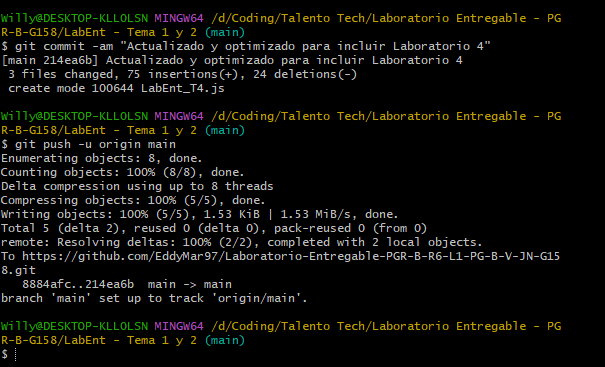 Willy@DESKTOP-KLLOLSN MINGW64 /d/Coding/Talento Tech/Laboratorio Entregable - PG
R-B-G158/LabEnt - Tema 1 y 2 (main)
$ git commit -am "Actualizado y optimizado para incluir Laboratorio 4"
[main 214ea6b] Actualizado y optimizado para incluir Laboratorio 4
 3 files changed, 75 insertions(+), 24 deletions(-)
 create mode 100644 LabEnt_T4.js

Willy@DESKTOP-KLLOLSN MINGW64 /d/Coding/Talento Tech/Laboratorio Entregable - PG
R-B-G158/LabEnt - Tema 1 y 2 (main)
$ git push -u origin main
Enumerating objects: 8, done.
Counting objects: 100% (8/8), done.
Delta compression using up to 8 threads
Compressing objects: 100% (5/5), done.
Writing objects: 100% (5/5), 1.53 KiB | 1.53 MiB/s, done.
Total 5 (delta 2), reused 0 (delta 0), pack-reused 0 (from 0)
remote: Resolving deltas: 100% (2/2), completed with 2 local objects.
To https://github.com/EddyMar97/Laboratorio-Entregable-PGR-B-R6-L1-PG-B-V-JN-G15
8.git
   8884afc..214ea6b  main -> main
branch 'main' set up to track 'origin/main'.

Willy@DESKTOP-KLLOLSN MINGW64 /d/Coding/Talento Tech/Laboratorio Entregable - PG
R-B-G158/LabEnt - Tema 1 y 2 (main)
$